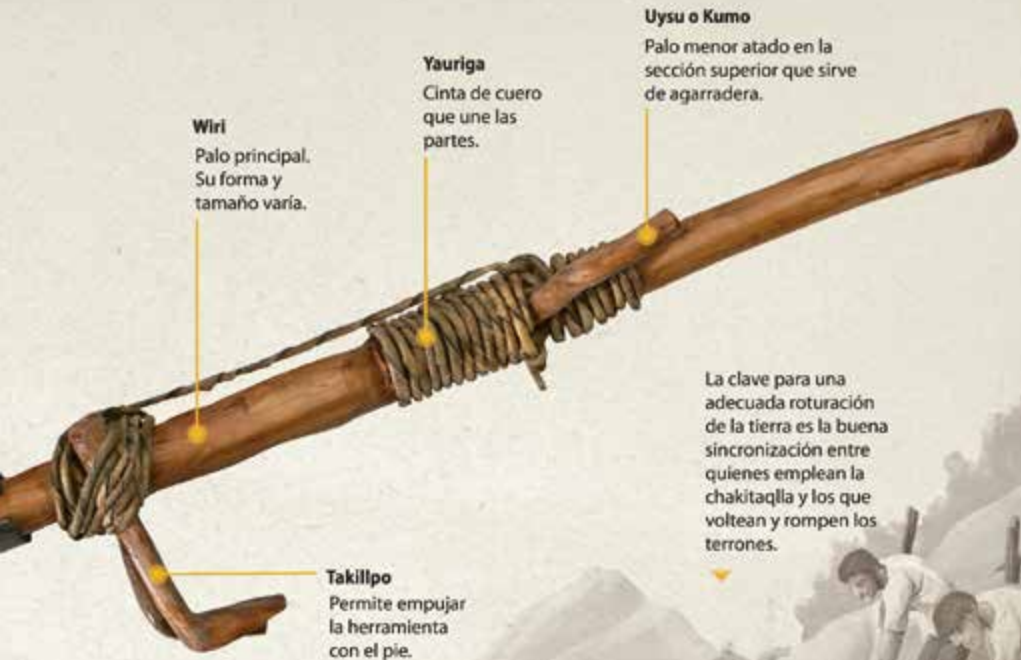 Uysu o Kumo
Palo menor atado en la
sección superior que sirve
de agarradera.
Yauriga
Cinta de cuero
que une las
partes.
Wiri
Palo principal.
Su forma y
tamaño varía.
La clave para una
adecuada roturación
de la tierra es la buena
sincronización entre
quienes emplean la
chakitaqlla y los que
voltean y rompen los
terrones.
Takillpo
Permite empujar
la herramienta
con el pie.